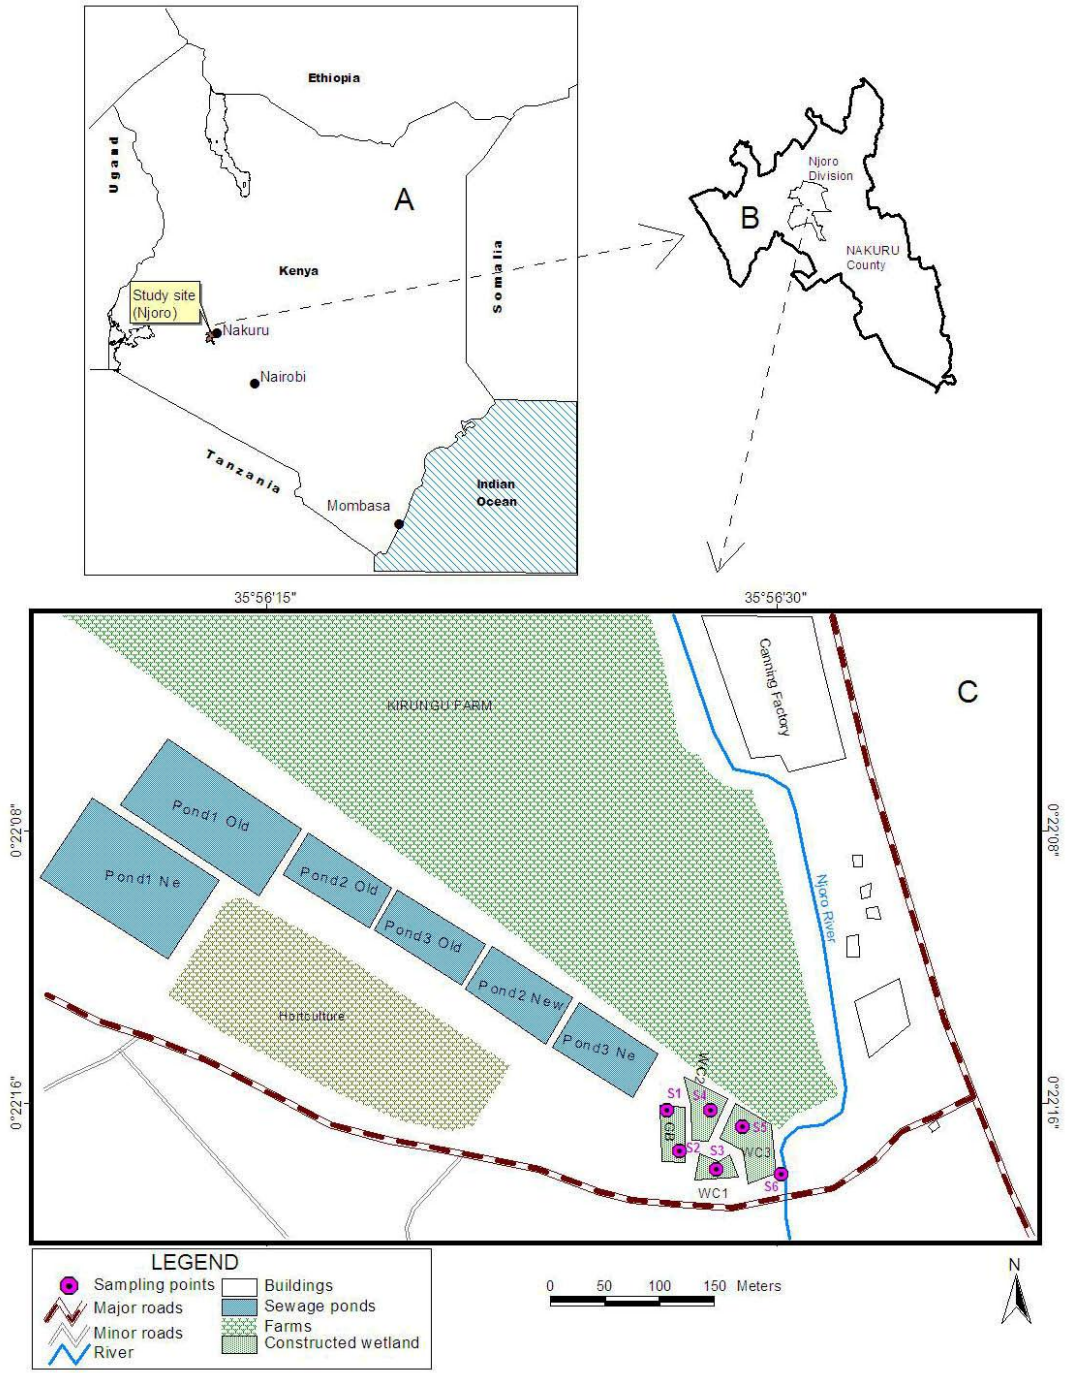 Ethiopia
Ugand
A
Kenya
Somalia
Study site
(Njoro)
Nakuru
Nairobi
Tanzania
Mombasa
Indian
Ocean
Njoro
Division
B
NAKURU
County
35°56'15"
35°56'30"
C
Canning Factory
KIRUNGU FARM
0°22'08"
0°22'08"
Pond1 Old
Pond1 Ne
Pond2 Old
Pond3 Old
Pond2 New
Pond3 Ne
Njoro River
Hortculture
0°22'16"
0°22'16"
WC2
S1
S4
S5
GB
S2
S3
WC3
WC1
S6
LEGEND
Sampling points
Major roads
Minor roads
River
Buildings
Sewage ponds
Farms
Constructed wetland
0 50 100 150 Meters
N